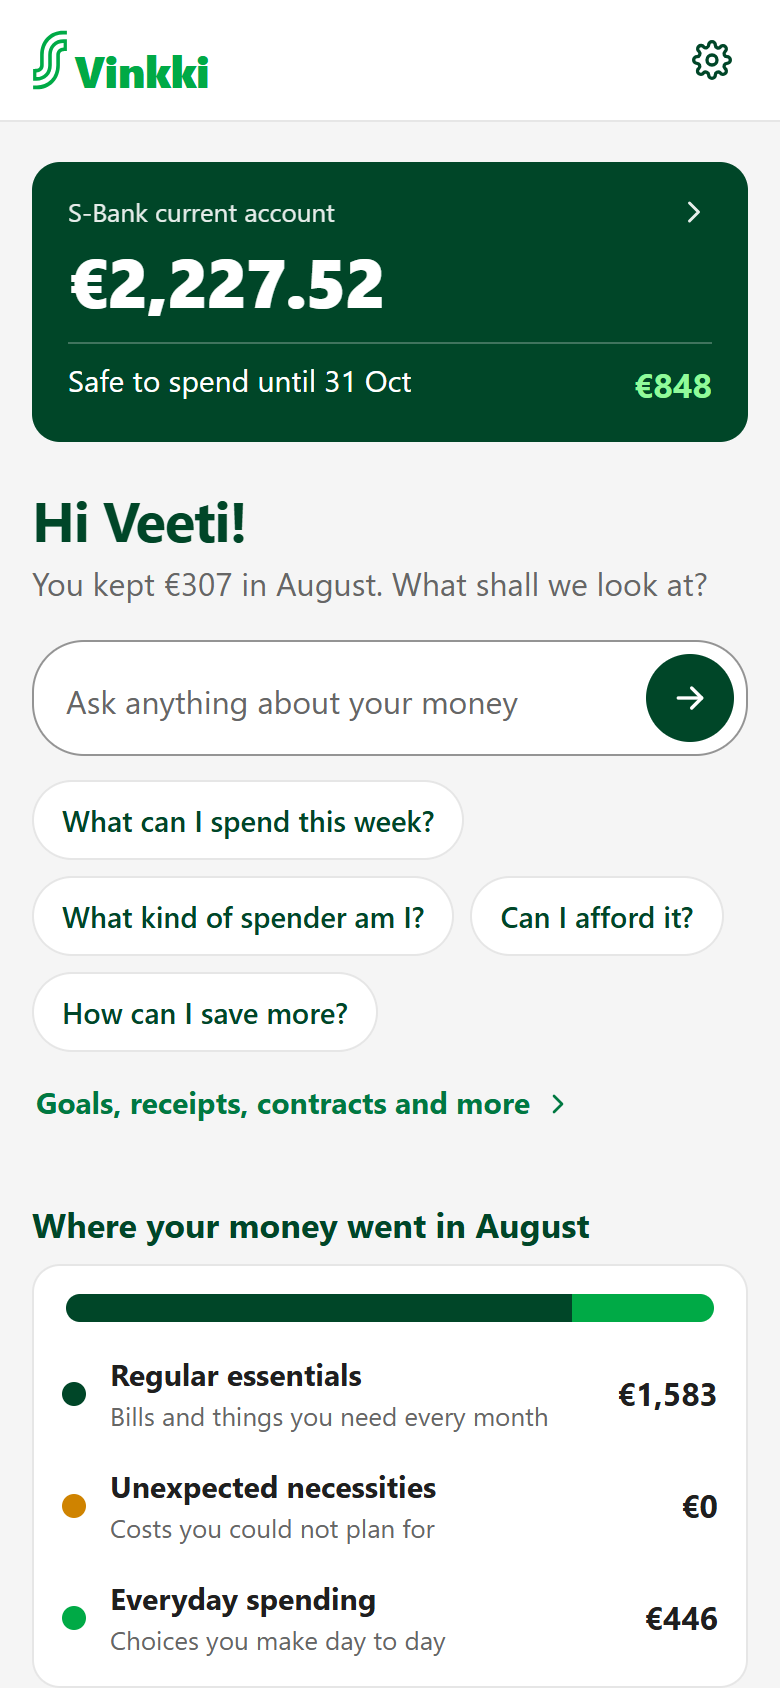 Vinkki
S-Bank current account
€2,227.52
Safe to spend until 31 Oct
€848
Hi Veeti!
You kept €307 in August. What shall we look at?
Ask anything about your money
What can I spend this week?
What kind of spender am I?
Can I afford it?
How can I save more?
Goals, receipts, contracts and more
Where your money went in August
Regular essentials
Bills and things you need every month
€1,583
Unexpected necessities
Costs you could not plan for
€0
Everyday spending
Choices you make day to day
€446